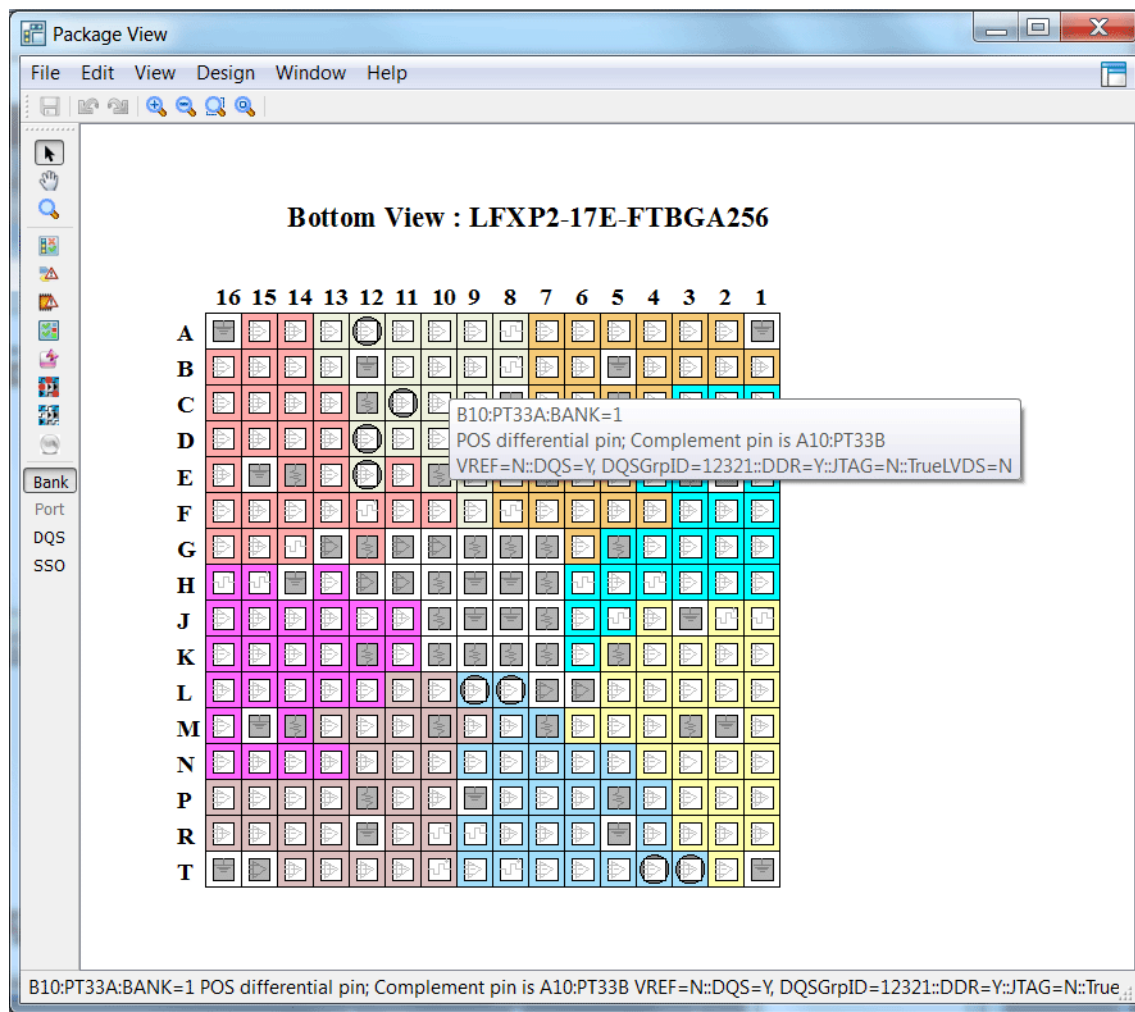 Package View
File Edit View Design Window Help
Bottom View : LFXP2-17E-FTBGA256
16 15 14 13 12 11 10 9 8 7 6 5 4 3 2 1
A
B
C
D
E
F
G
H
J
K
L
M
N
P
R
T
B10:PT33A:BANK=1
POS differential pin; Complement pin is A10:PT33B
VREF=N::DQS=Y, DQSGrpID=12321::DDR=Y::JTAG=N::TrueLVDS=N
Bank
Port
DQS
SSO
B10:PT33A:BANK=1 POS differential pin; Complement pin is A10:PT33B VREF=N::DQS=Y, DQSGrpID=12321::DDR=Y::JTAG=N::True